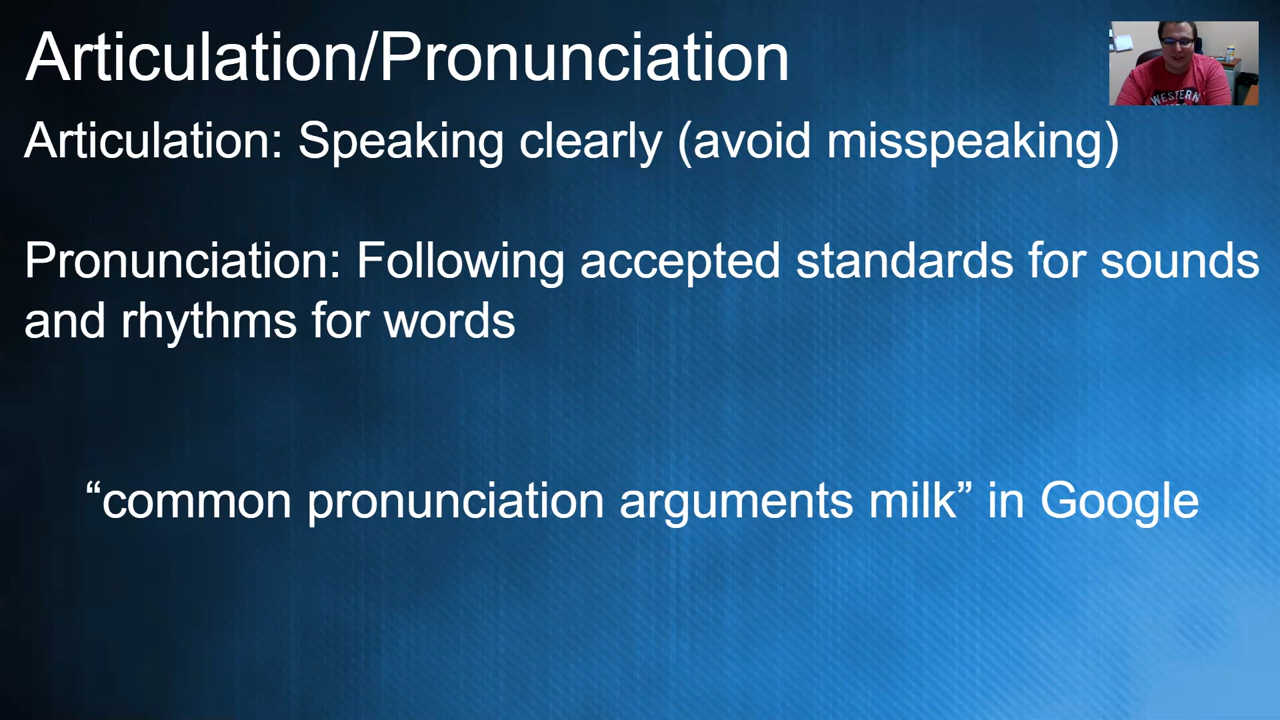 Articulation/Pronunciation
WESTERN
Articulation: Speaking clearly (avoid misspeaking)
Pronunciation: Following accepted standards for sounds
and rhythms for words
“common pronunciation arguments milk” in Google